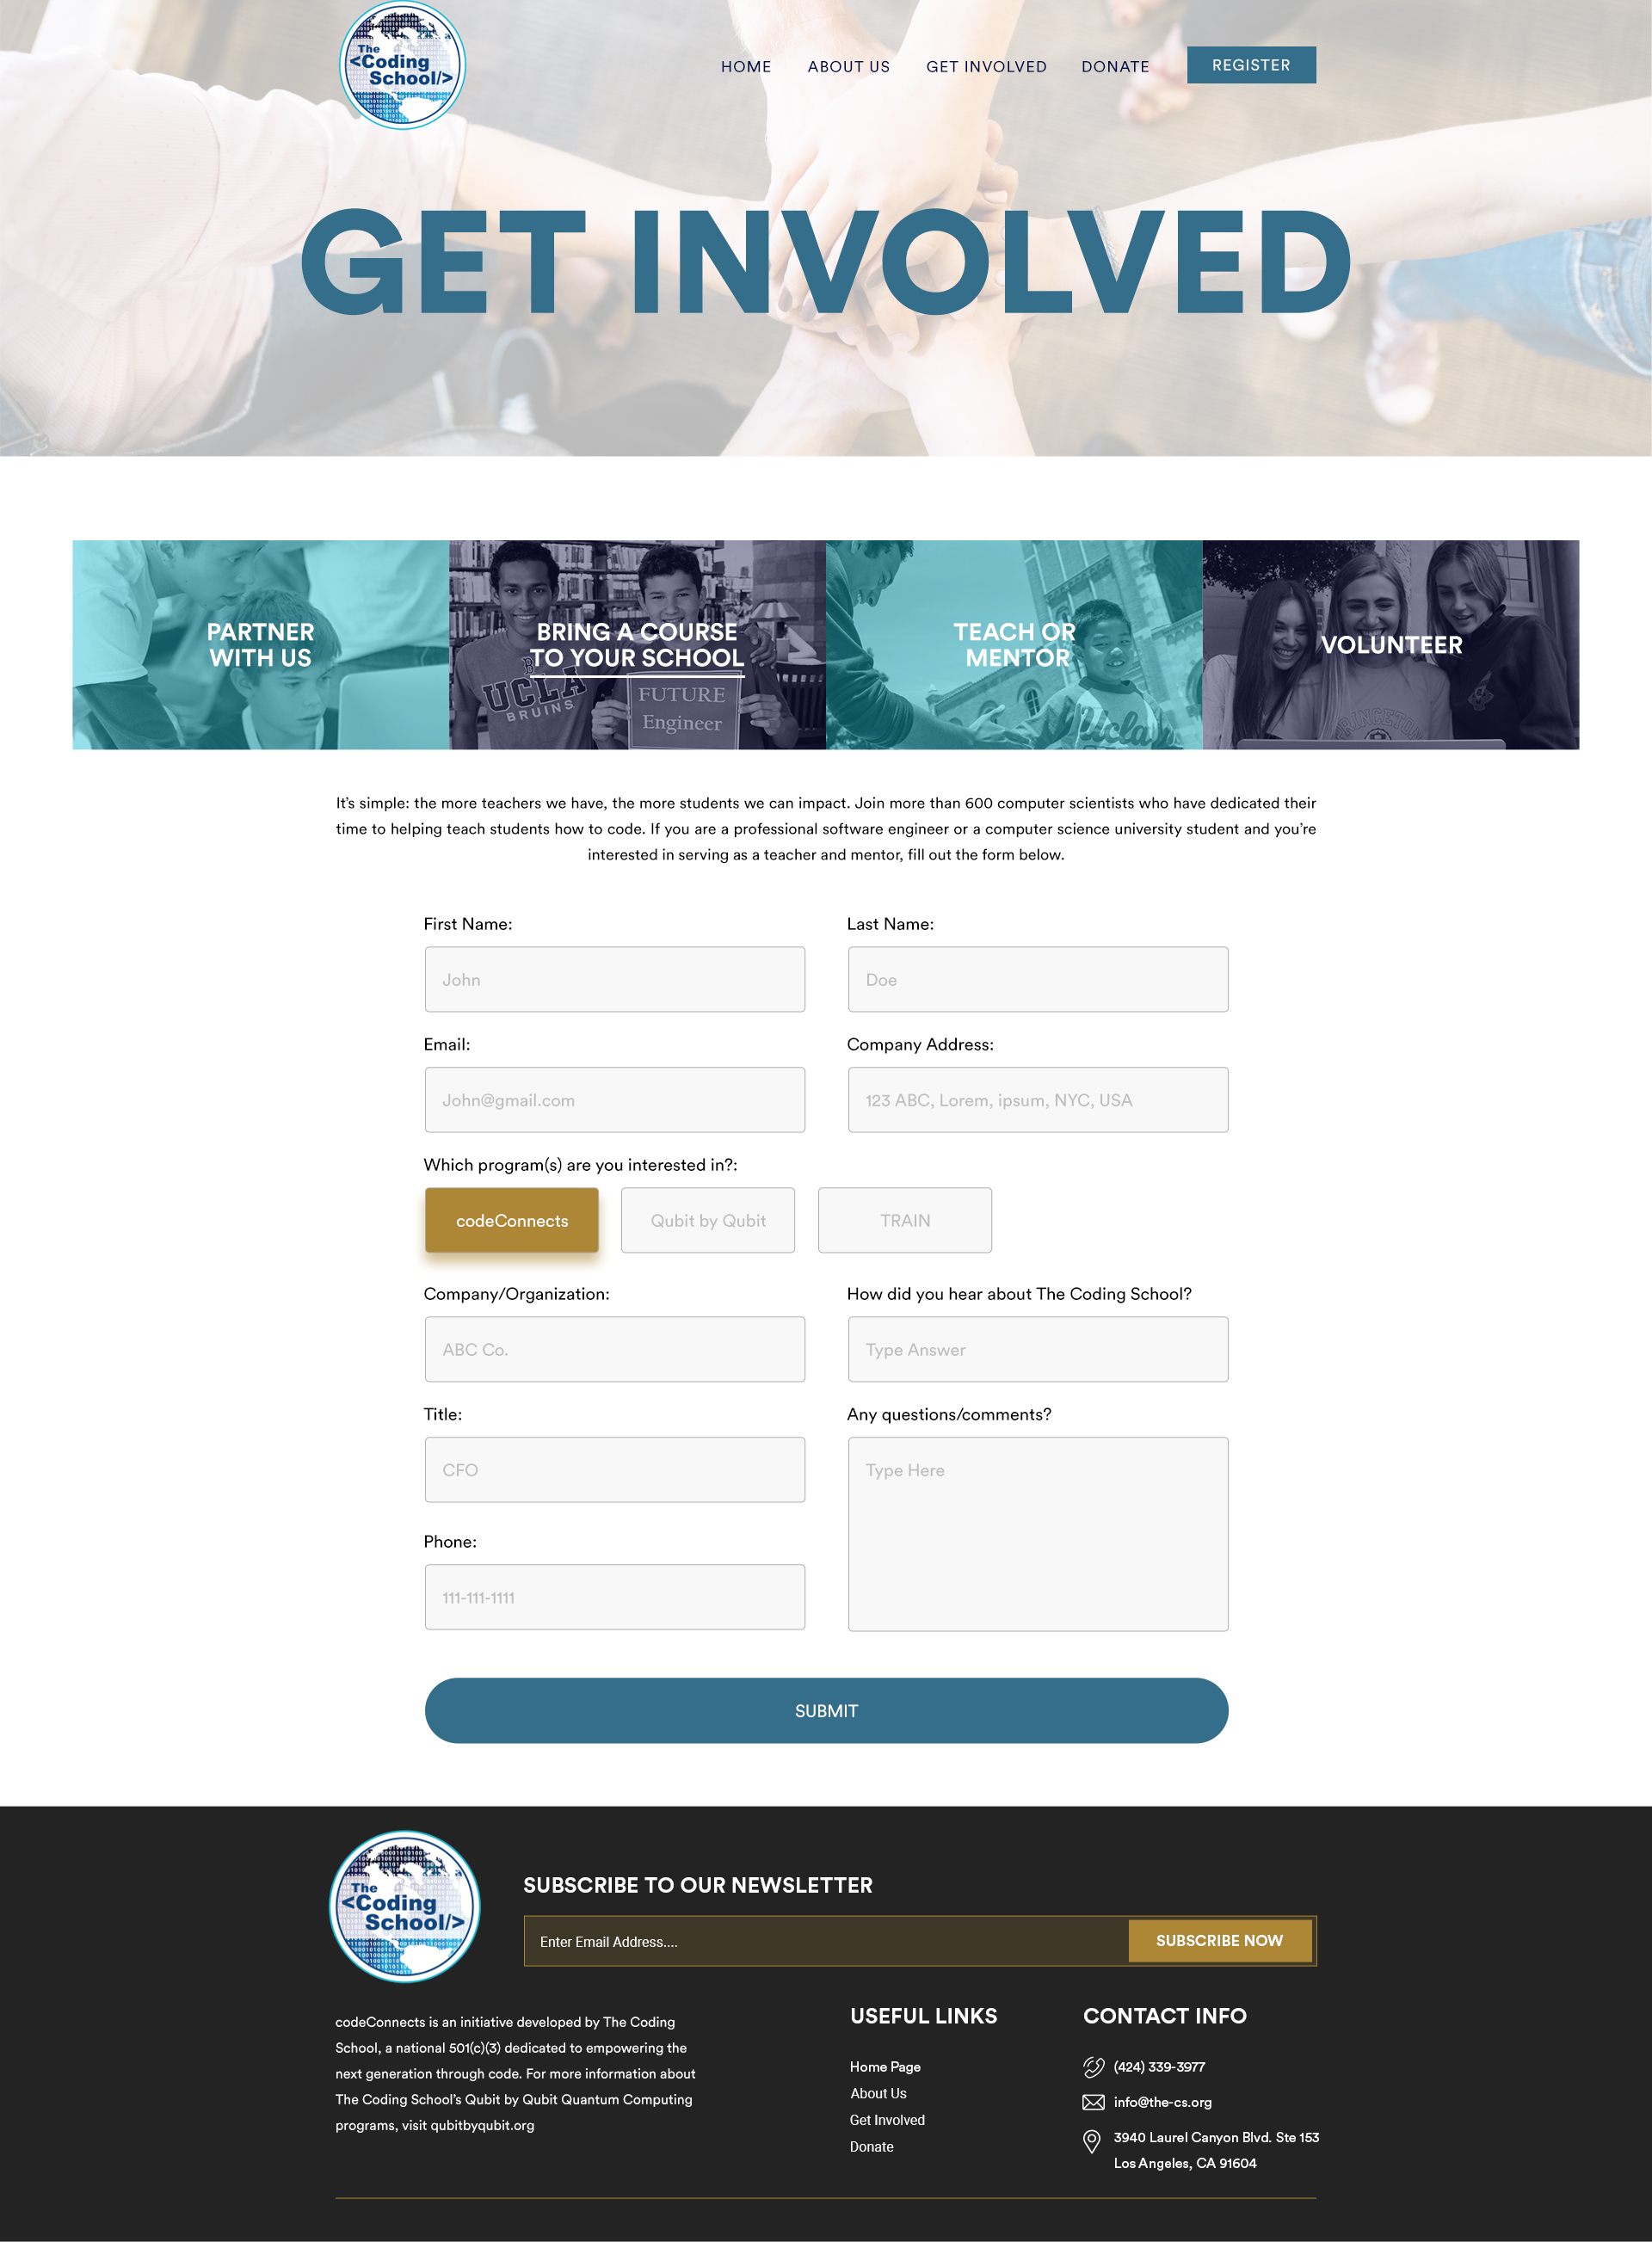 The
<Coding
School/>
HOME ABOUT US GET INVOLVED DONATE REGISTER
GET INVOLVED
PARTNER
WITH US
BRING A COURSE
TO YOUR SCHOOL
UCLA
BRUINS
FUTURE
Engineer
TEACH OR
MENTOR
ucla
VOLUNTEER
It's simple: the more teachers we have, the more students we can impact. Join more than 600 computer scientists who have dedicated their
time to helping teach students how to code. If you are a professional software engineer or a computer science university student and you're
interested in serving as a teacher and mentor, fill out the form below.
First Name:
John
Last Name:
Doe
Email:
John@gmail.com
Company Address:
123 ABC, Lorem, ipsum, NYC, USA
Which program(s) are you interested in?:
codeConnects
Qubit by Qubit
TRAIN
Company/Organization:
ABC Co.
How did you hear about The Coding School?
Type Answer
Title:
CFO
Any questions/comments?
Type Here
Phone:
111-111-1111
SUBMIT
The
<Coding
School/>
SUBSCRIBE TO OUR NEWSLETTER
Enter Email Address....
SUBSCRIBE NOW
codeConnects is an initiative developed by The Coding
School, a national 501(c)(3) dedicated to empowering the
next generation through code. For more information about
The Coding School's Qubit by Qubit Quantum Computing
programs, visit qubitbyqubit.org
USEFUL LINKS
Home Page
About Us
Get Involved
Donate
CONTACT INFO
(424) 339-3977
info@the-cs.org
3940 Laurel Canyon Blvd. Ste 153
Los Angeles, CA 91604